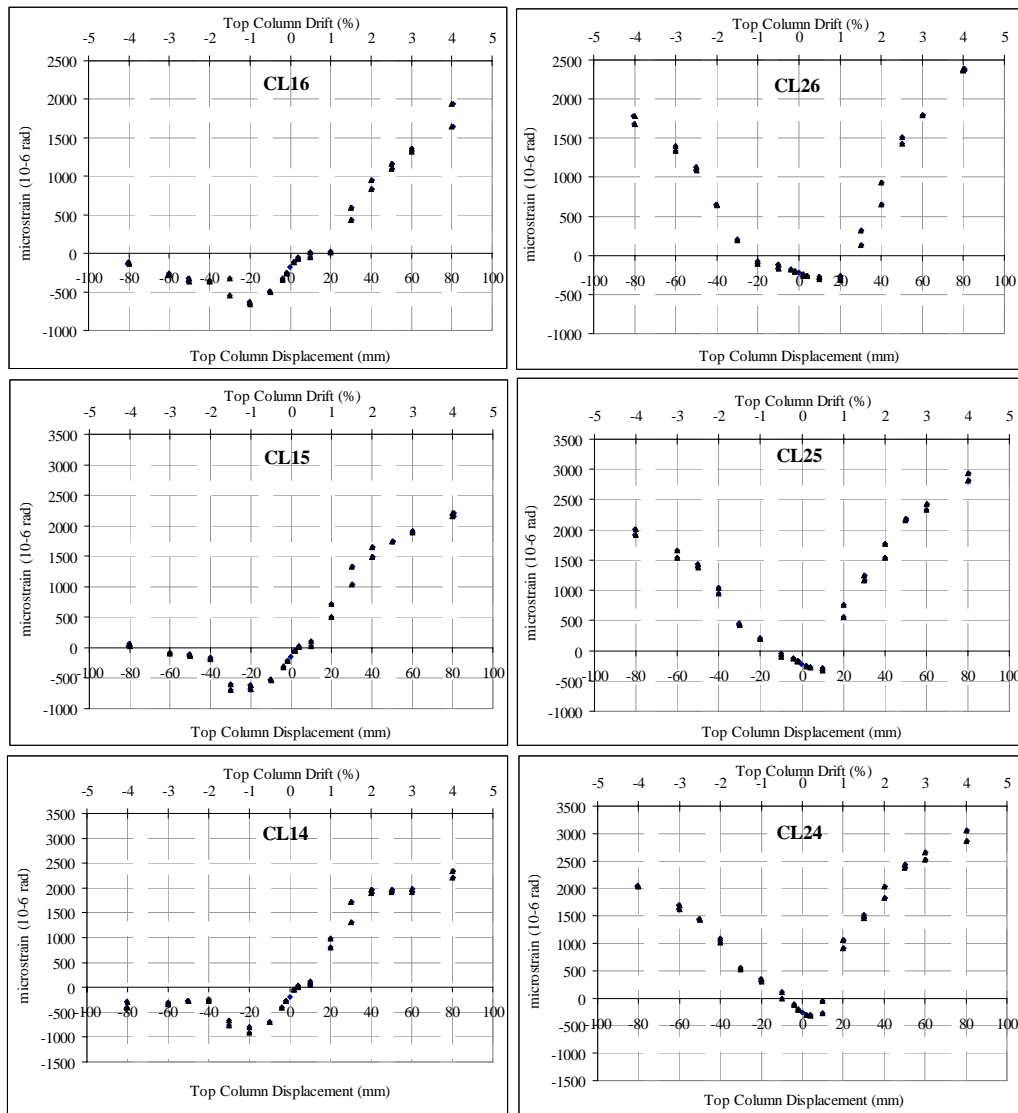 Top Column Drift (%)
-5 -4 -3 -2 -1 0 1 2 3 4 5
2500
2000
1500
1000
500
0
-500
-1000
microstrain (10-6 rad)
CL16
-100 -80 -60 -40 -20 0 20 40 60 80 100
Top Column Displacement (mm)
Top Column Drift (%)
-5 -4 -3 -2 -1 0 1 2 3 4 5
2500
2000
1500
1000
500
0
-500
-1000
microstrain (10-6 rad)
CL26
-100 -80 -60 -40 -20 0 20 40 60 80 100
Top Column Displacement (mm)
Top Column Drift (%)
-5 -4 -3 -2 -1 0 1 2 3 4 5
3500
3000
2500
2000
1500
1000
500
0
-500
-1000
microstrain (10-6 rad)
CL15
-100 -80 -60 -40 -20 0 20 40 60 80 100
Top Column Displacement (mm)
Top Column Drift (%)
-5 -4 -3 -2 -1 0 1 2 3 4 5
3500
3000
2500
2000
1500
1000
500
0
-500
-1000
microstrain (10-6 rad)
CL25
-100 -80 -60 -40 -20 0 20 40 60 80 100
Top Column Displacement (mm)
Top Column Drift (%)
-5 -4 -3 -2 -1 0 1 2 3 4 5
3500
3000
2500
2000
1500
1000
500
0
-500
-1000
-1500
microstrain (10-6 rad)
CL14
-100 -80 -60 -40 -20 0 20 40 60 80 100
Top Column Displacement (mm)
Top Column Drift (%)
-5 -4 -3 -2 -1 0 1 2 3 4 5
3500
3000
2500
2000
1500
1000
500
0
-500
-1000
-1500
microstrain (10-6 rad)
CL24
-100 -80 -60 -40 -20 0 20 40 60 80 100
Top Column Displacement (mm)